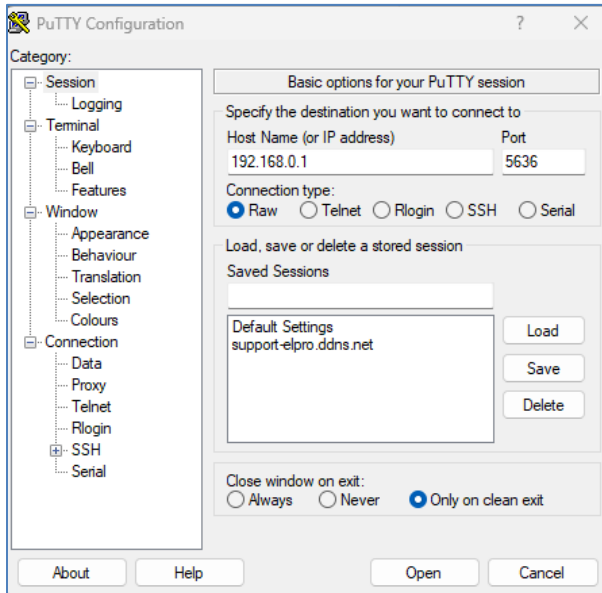 PuTTY Configuration
?
Category:
Session
Logging
Terminal
Keyboard
Bell
Features
Window
Appearance
Behaviour
Translation
Selection
Colours
Connection
Data
Proxy
Telnet
Rlogin
SSH
Serial
Basic options for your PuTTY session
Specify the destination you want to connect to
Host Name (or IP address) Port
192.168.0.1 5636
Connection type:
Raw Telnet Rlogin SSH Serial
Load, save or delete a stored session
Saved Sessions
Default Settings
support-elpro.ddns.net
Load
Save
Delete
Close window on exit:
Always Never Only on clean exit
About Help Open Cancel